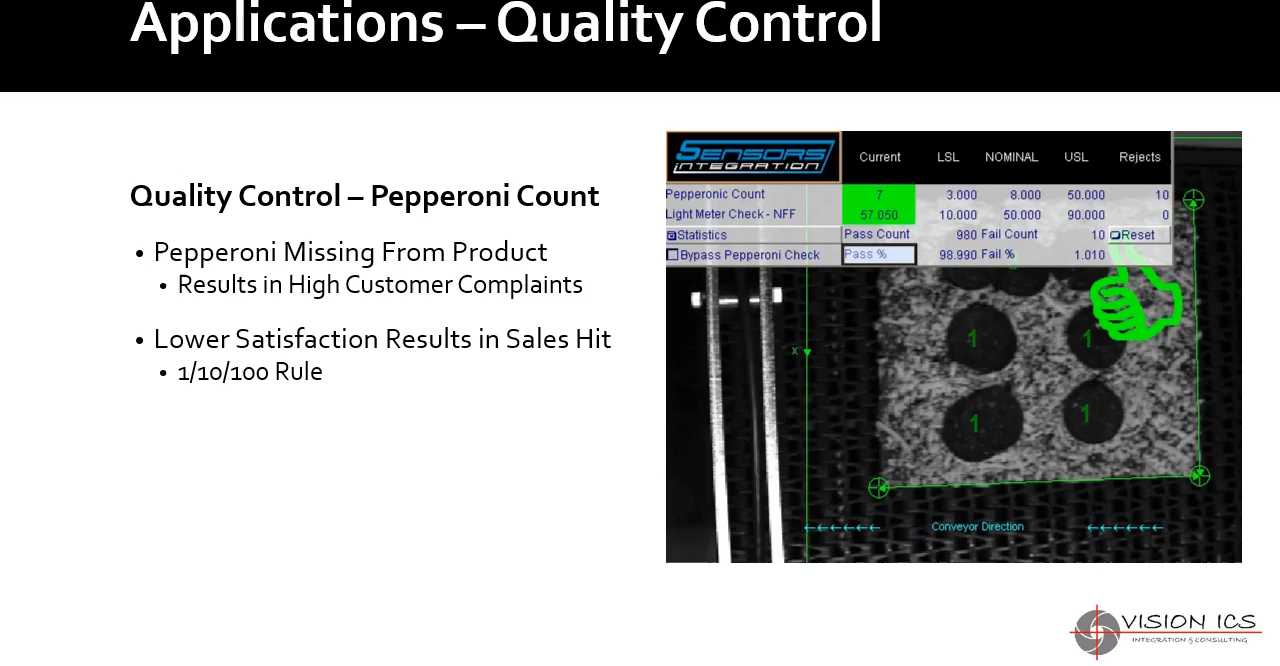 Applications – Quality Control
Quality Control – Pepperoni Count
• Pepperoni Missing From Product
• Results in High Customer Complaints
• Lower Satisfaction Results in Sales Hit
• 1/10/100 Rule
SENSORS INTEGRATION
Current LSL NOMINAL USL Rejects
Pepperonic Count 7 3.000 8.000 50.000 10
Light Meter Check - NFF 57.050 10.000 50.000 90.000 0
Statistics Pass Count 980 Fail Count 10 Reset
Bypass Pepperoni Check Pass % 98.990 Fail % 1.010
1 1
x
1 1
←←←←←← Conveyor Direction ←←←←←←
VISION ICS
INTEGRATION & CONSULTING